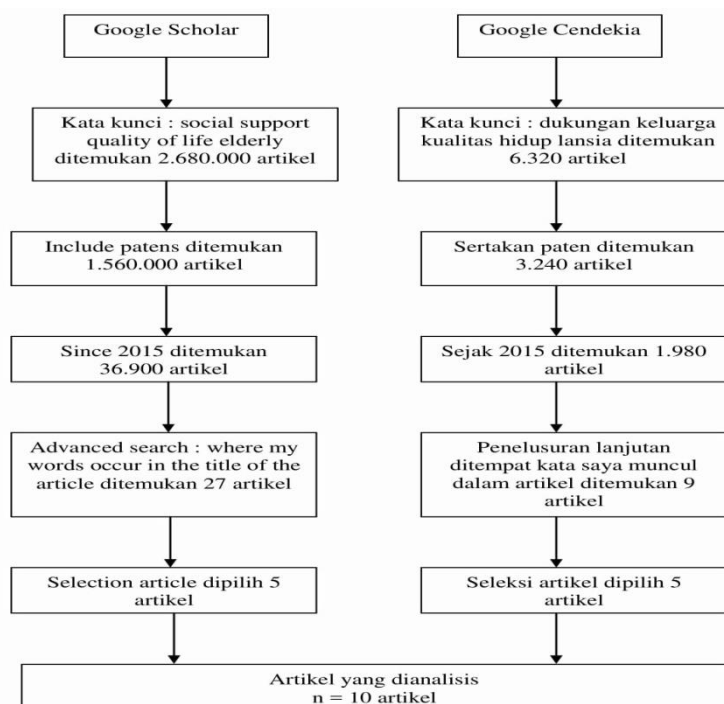 Google Scholar
Google Cendekia
Kata kunci : social support
quality of life elderly
ditemukan 2.680.000 artikel
Kata kunci : dukungan keluarga
kualitas hidup lansia ditemukan
6.320 artikel
Include patens ditemukan
1.560.000 artikel
Sertakan paten ditemukan
3.240 artikel
Since 2015 ditemukan
36.900 artikel
Sejak 2015 ditemukan 1.980
artikel
Advanced search : where my
words occur in the title of the
article ditemukan 27 artikel
Penelusuran lanjutan
ditempat kata saya muncul
dalam artikel ditemukan 9
artikel
Selection article dipilih 5
artikel
Seleksi artikel dipilih 5
artikel
Artikel yang dianalisis
n = 10 artikel